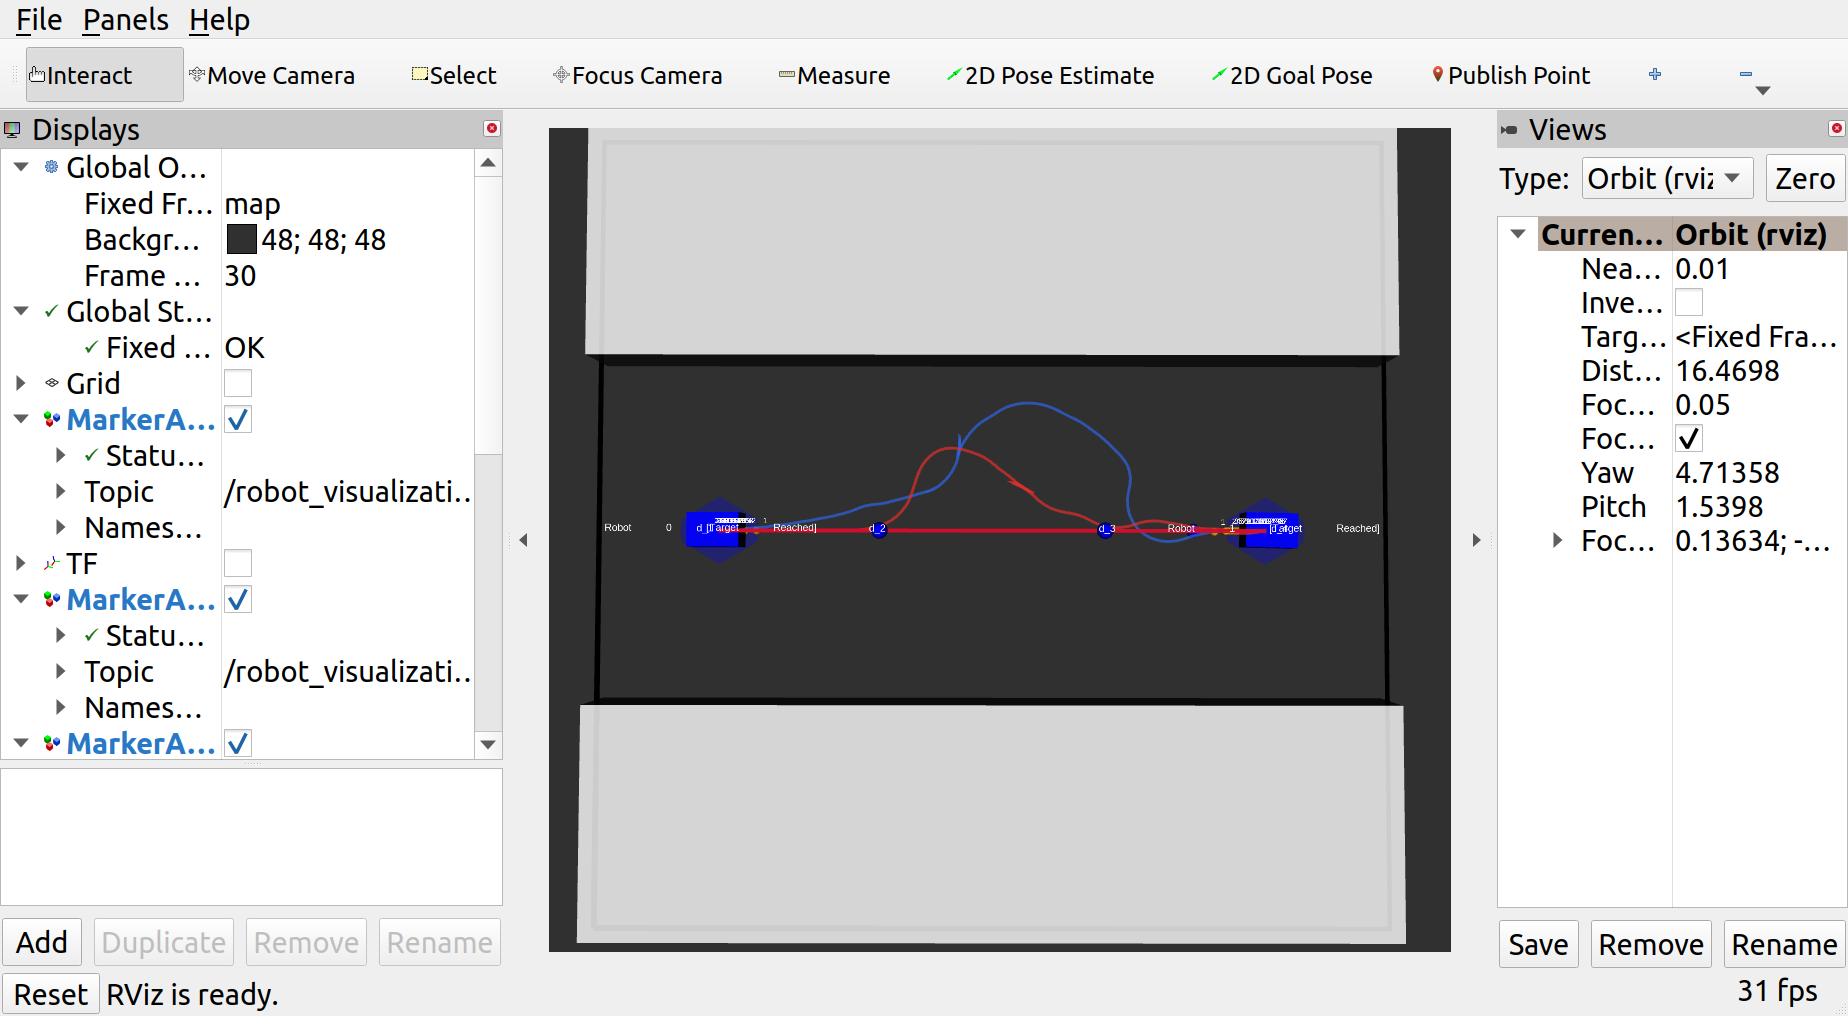 File Panels Help
Interact Move Camera Select Focus Camera Measure 2D Pose Estimate 2D Goal Pose Publish Point
Displays
Global O...
Fixed Fr... map
Backgr... 48; 48; 48
Frame ... 30
Global St...
Fixed ... OK
Grid
MarkerA...
Statu...
Topic /robot_visualizati...
Names...
TF
MarkerA...
Statu...
Topic /robot_visualizati...
Names...
MarkerA...
Add Duplicate Remove Rename
Reset RViz is ready.
Robot 0 Reached] d_2 d_3 Robot Reached]
Views
Type: Orbit (rviz Zero
Curren... Orbit (rviz)
Nea... 0.01
Inve...
Targ... <Fixed Fra...
Dist... 16.4698
Foc... 0.05
Foc...
Yaw 4.71358
Pitch 1.5398
Foc... 0.13634; -...
Save Remove Rename
31 fps